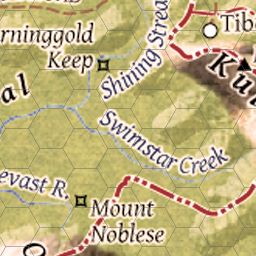 Tib
rninggold
Keep
Shining Strea
al
Ku
Swimstar Creek
evast R.
Mount
Noblese